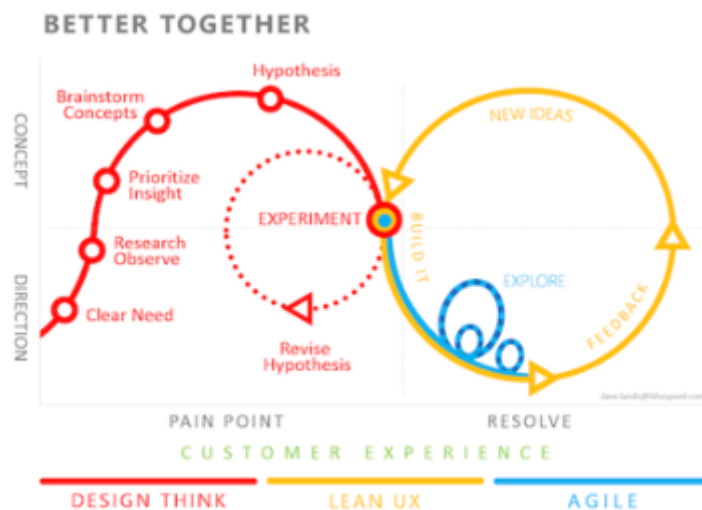 BETTER TOGETHER
Hypothesis
Brainstorm
Concepts
Prioritize
Insight
Research
Observe
Clear Need
EXPERIMENT
Revise
Hypothesis
NEW IDEAS
BUILD IT
EXPLORE
FEEDBACK
CONCEPT
DIRECTION
PAIN POINT
RESOLVE
CUSTOMER EXPERIENCE
DESIGN THINK
LEAN UX
AGILE